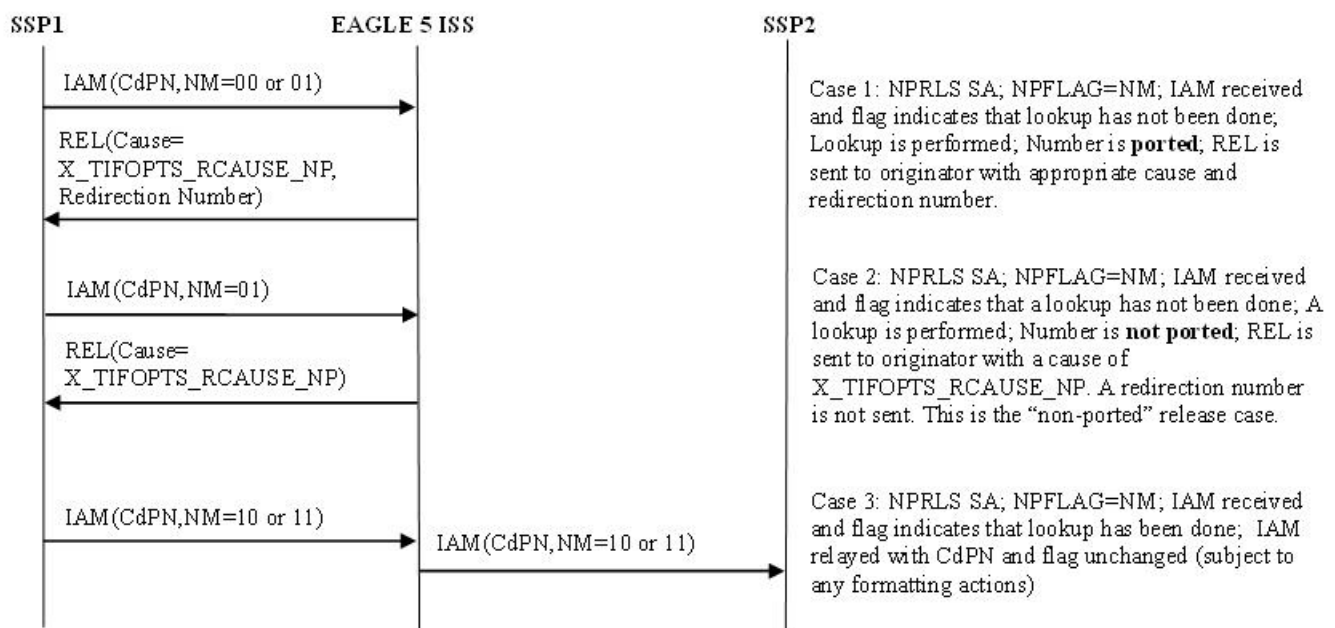 SSP1 EAGLE 5 ISS SSP2
IAM(CdPN,NM=00 or 01)
REL(Cause=
X_TIFOPTS_RCAUSE_NP,
Redirection Number)
Case 1: NPRLS SA; NPFLAG=NM; IAM received
and flag indicates that lookup has not been done;
Lookup is performed; Number is ported; REL is
sent to originator with appropriate cause and
redirection number.
IAM(CdPN,NM=01)
REL(Cause=
X_TIFOPTS_RCAUSE_NP)
Case 2: NPRLS SA; NPFLAG=NM; IAM received
and flag indicates that a lookup has not been done; A
lookup is performed; Number is not ported; REL is
sent to originator with a cause of
X_TIFOPTS_RCAUSE_NP. A redirection number
is not sent. This is the “non-ported” release case.
IAM(CdPN,NM=10 or 11)
IAM(CdPN,NM=10 or 11)
Case 3: NPRLS SA; NPFLAG=NM; IAM received
and flag indicates that lookup has been done; IAM
relayed with CdPN and flag unchanged (subject to
any formatting actions)